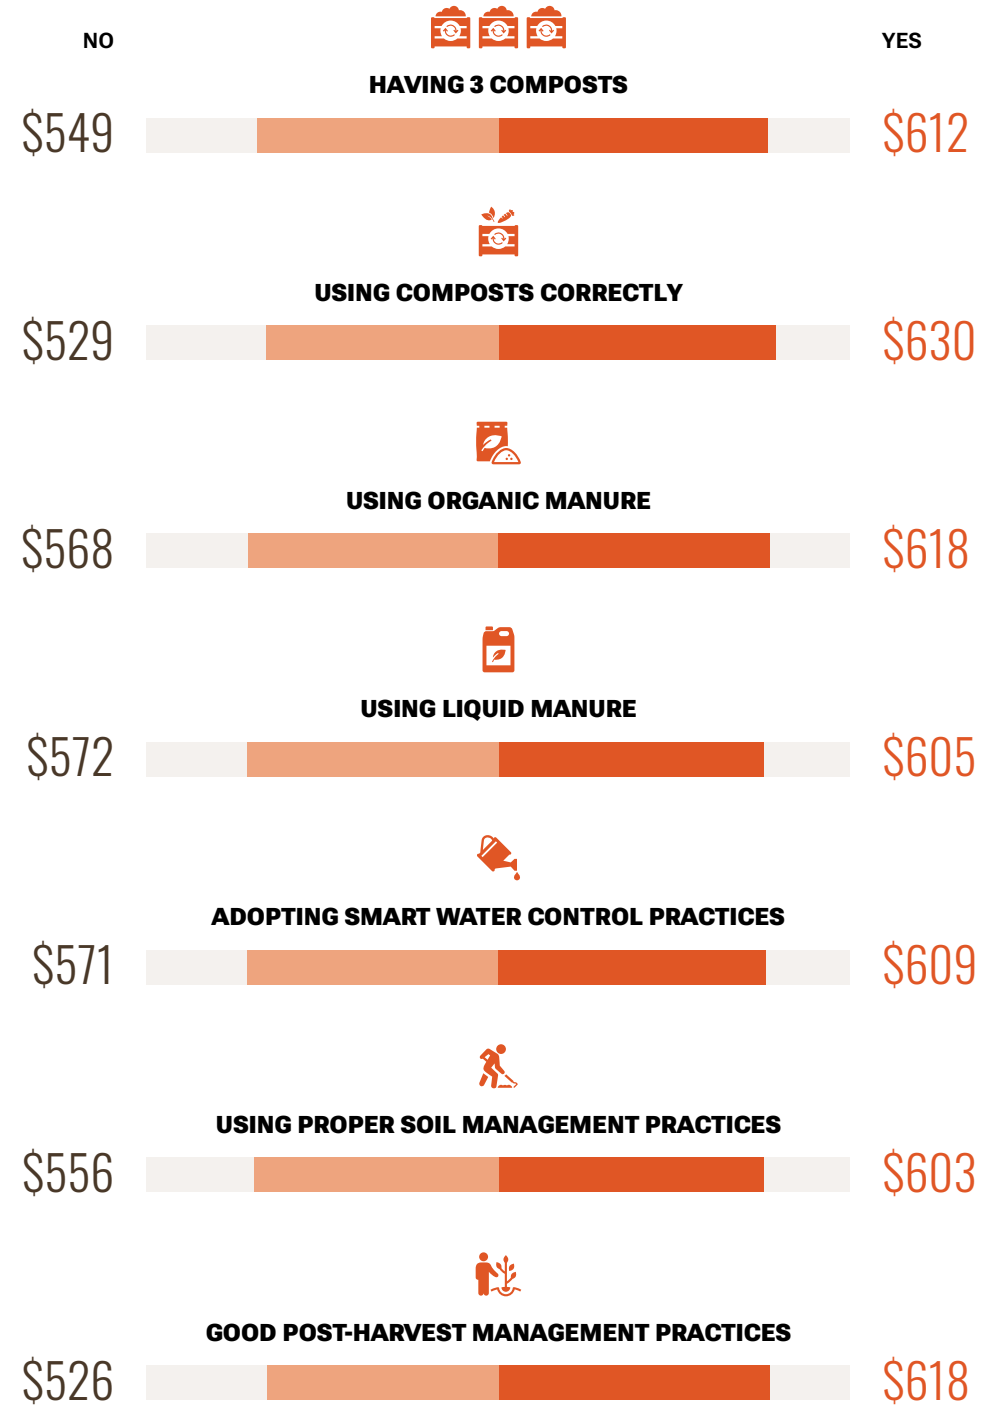 NO
YES
HAVING 3 COMPOSTS
$549
$612
USING COMPOSTS CORRECTLY
$529
$630
USING ORGANIC MANURE
$568
$618
USING LIQUID MANURE
$572
$605
ADOPTING SMART WATER CONTROL PRACTICES
$571
$609
USING PROPER SOIL MANAGEMENT PRACTICES
$556
$603
GOOD POST-HARVEST MANAGEMENT PRACTICES
$526
$618